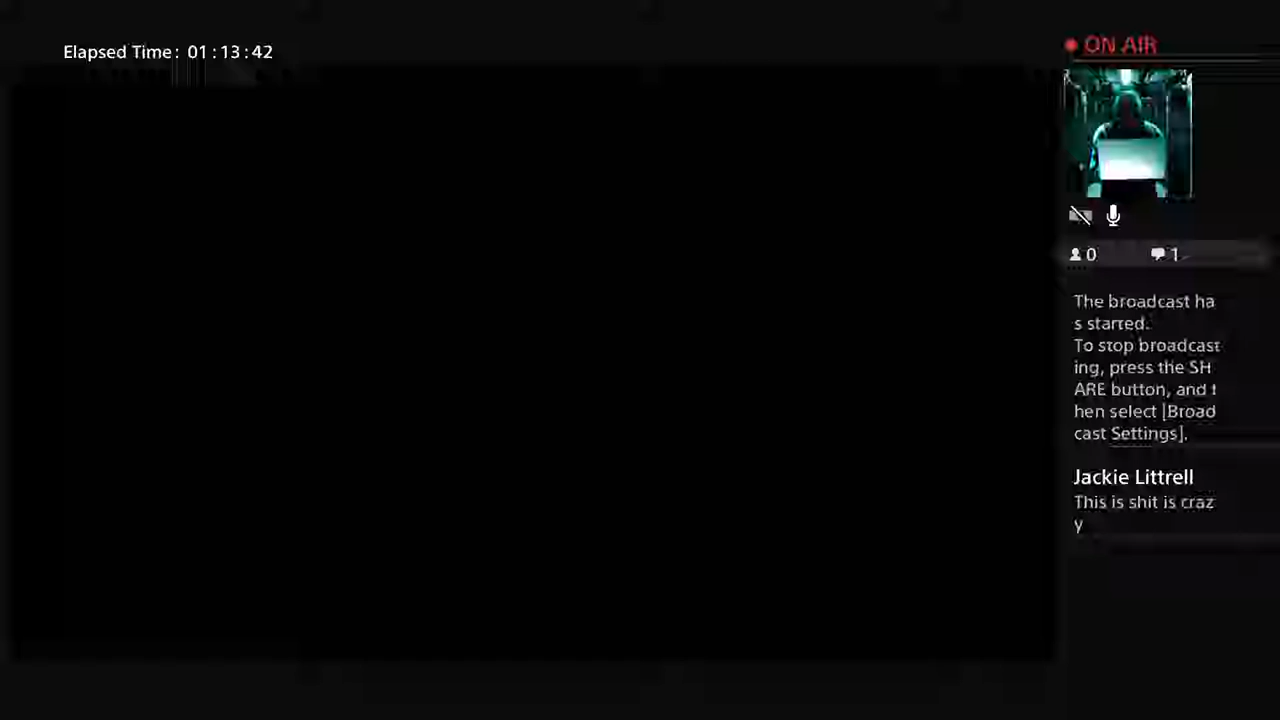 Elapsed Time: 01:13:42
ON AIR
0 1
The broadcast ha
s started.
To stop broadcast
ing, press the SH
ARE button, and t
hen select [Broad
cast Settings].
Jackie Littrell
This is shit is craz
y